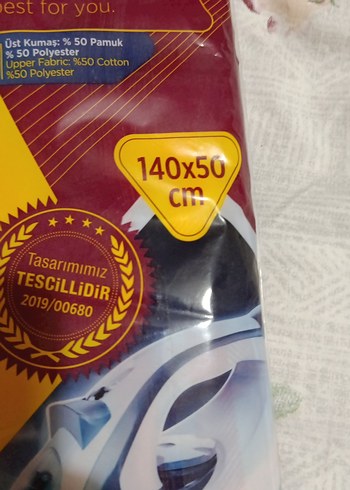 best for you.
Üst Kumaş: % 50 Pamuk
% 50 Polyester
Upper Fabric: %50 Cotton
%50 Polyester
140x50
cm
Tasarımımız
TESCİLLİDİR
2019/00680